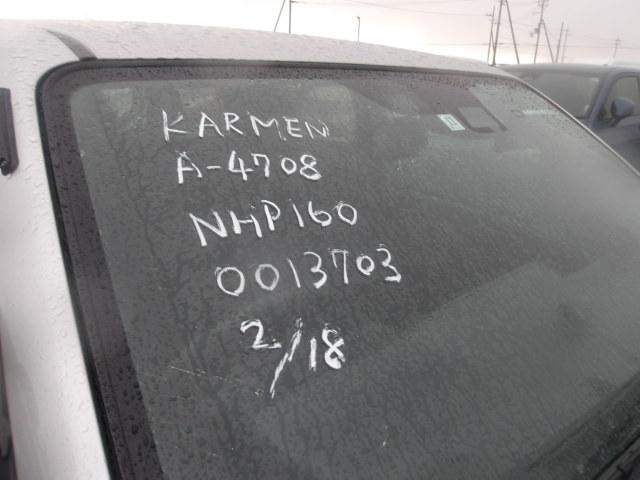 KARMEN
A-4708
NHP160
0013703
2/18